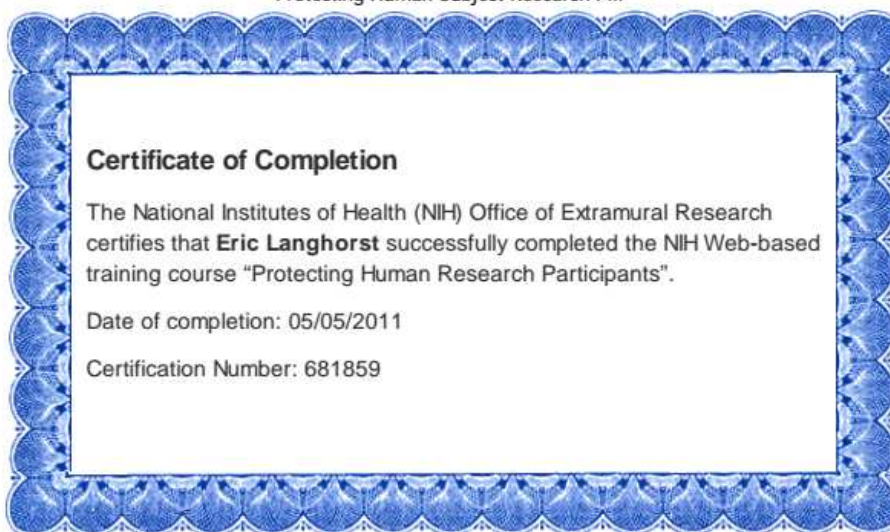 Certificate of Completion
The National Institutes of Health (NIH) Office of Extramural Research
certifies that Eric Langhorst successfully completed the NIH Web-based
training course “Protecting Human Research Participants”.
Date of completion: 05/05/2011
Certification Number: 681859